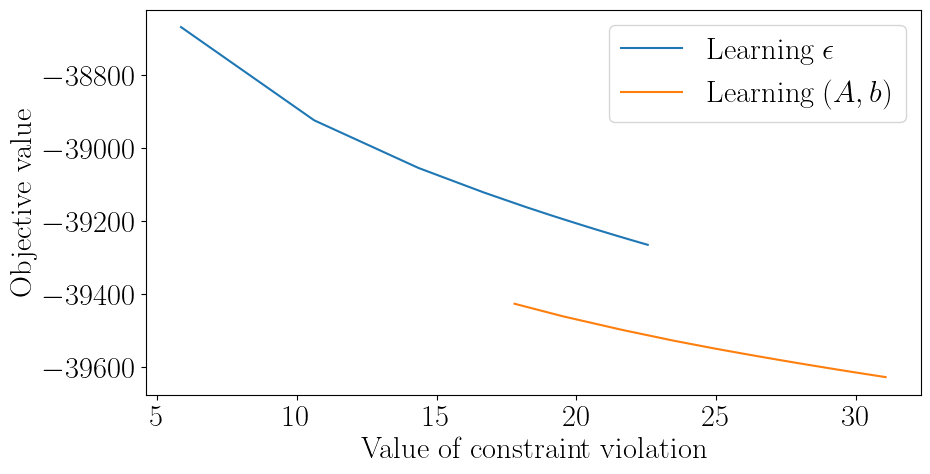 Learning ϵ
Learning (A, b)
Objective value
−38800
−39000
−39200
−39400
−39600
5
10
15
20
25
30
Value of constraint violation